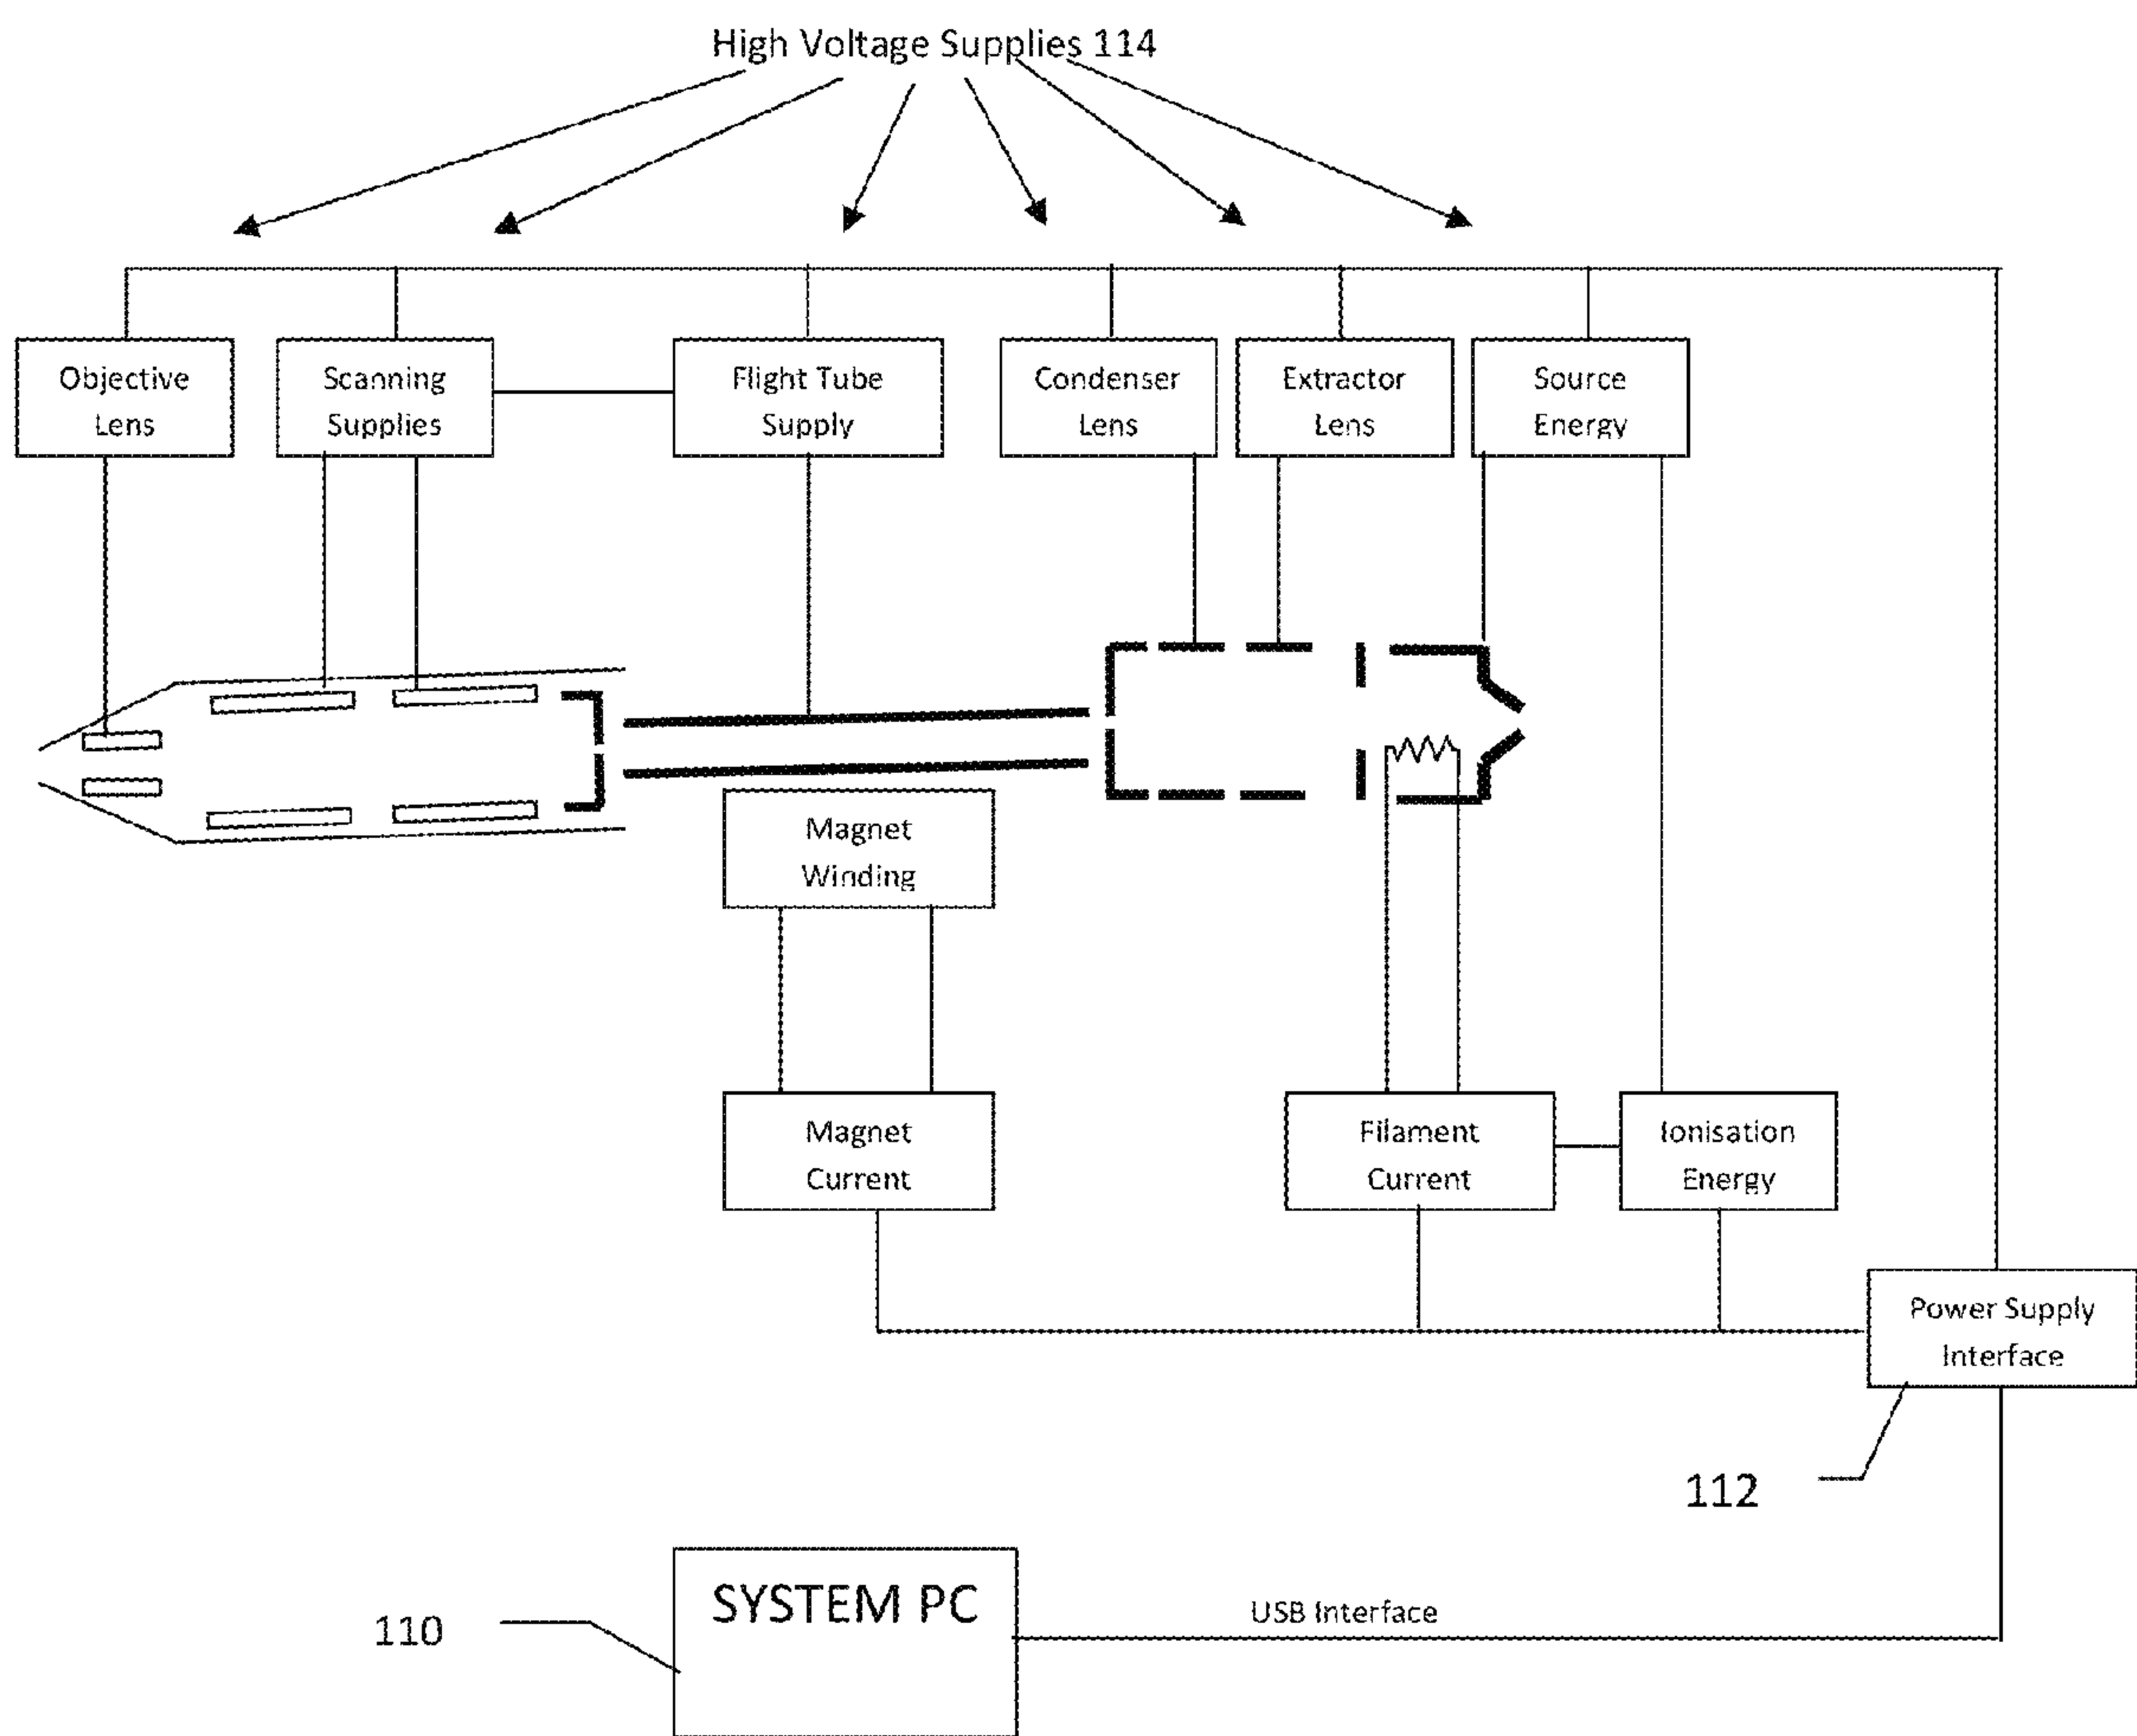 High Voltage Supplies 114
Objective
Lens
Scanning
Supplies
Flight Tube
Supply
Condenser
Lens
Extractor
Lens
Source
Energy
Magnet
Winding
Magnet
Current
Filament
Current
Ionisation
Energy
Power Supply
Interface
112
SYSTEM PC
USB Interface
110